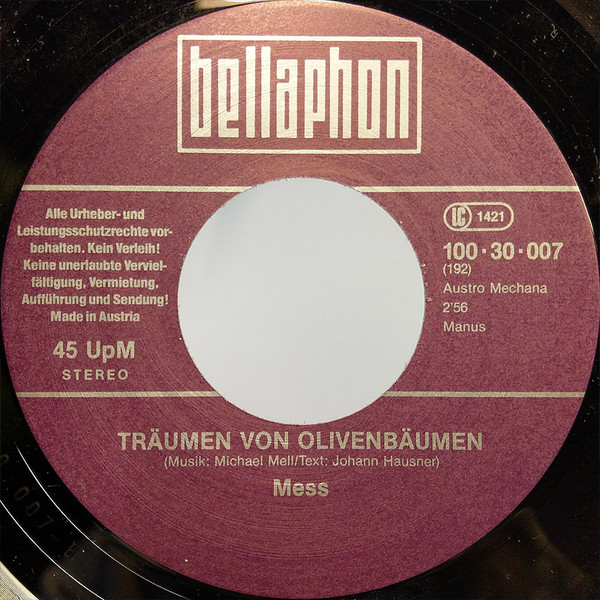 bellaphon
Alle Urheber- und
Leistungsschutzrechte vor-
behalten. Kein Verleih!
Keine unerlaubte Verviel-
fältigung, Vermietung,
Aufführung und Sendung!
Made in Austria
45 UpM
STEREO
LC 1421
100·30·007
(192)
Austro Mechana
2'56
Manus
TRÄUMEN VON OLIVENBÄUMEN
(Musik: Michael Mell/Text: Johann Hausner)
Mess